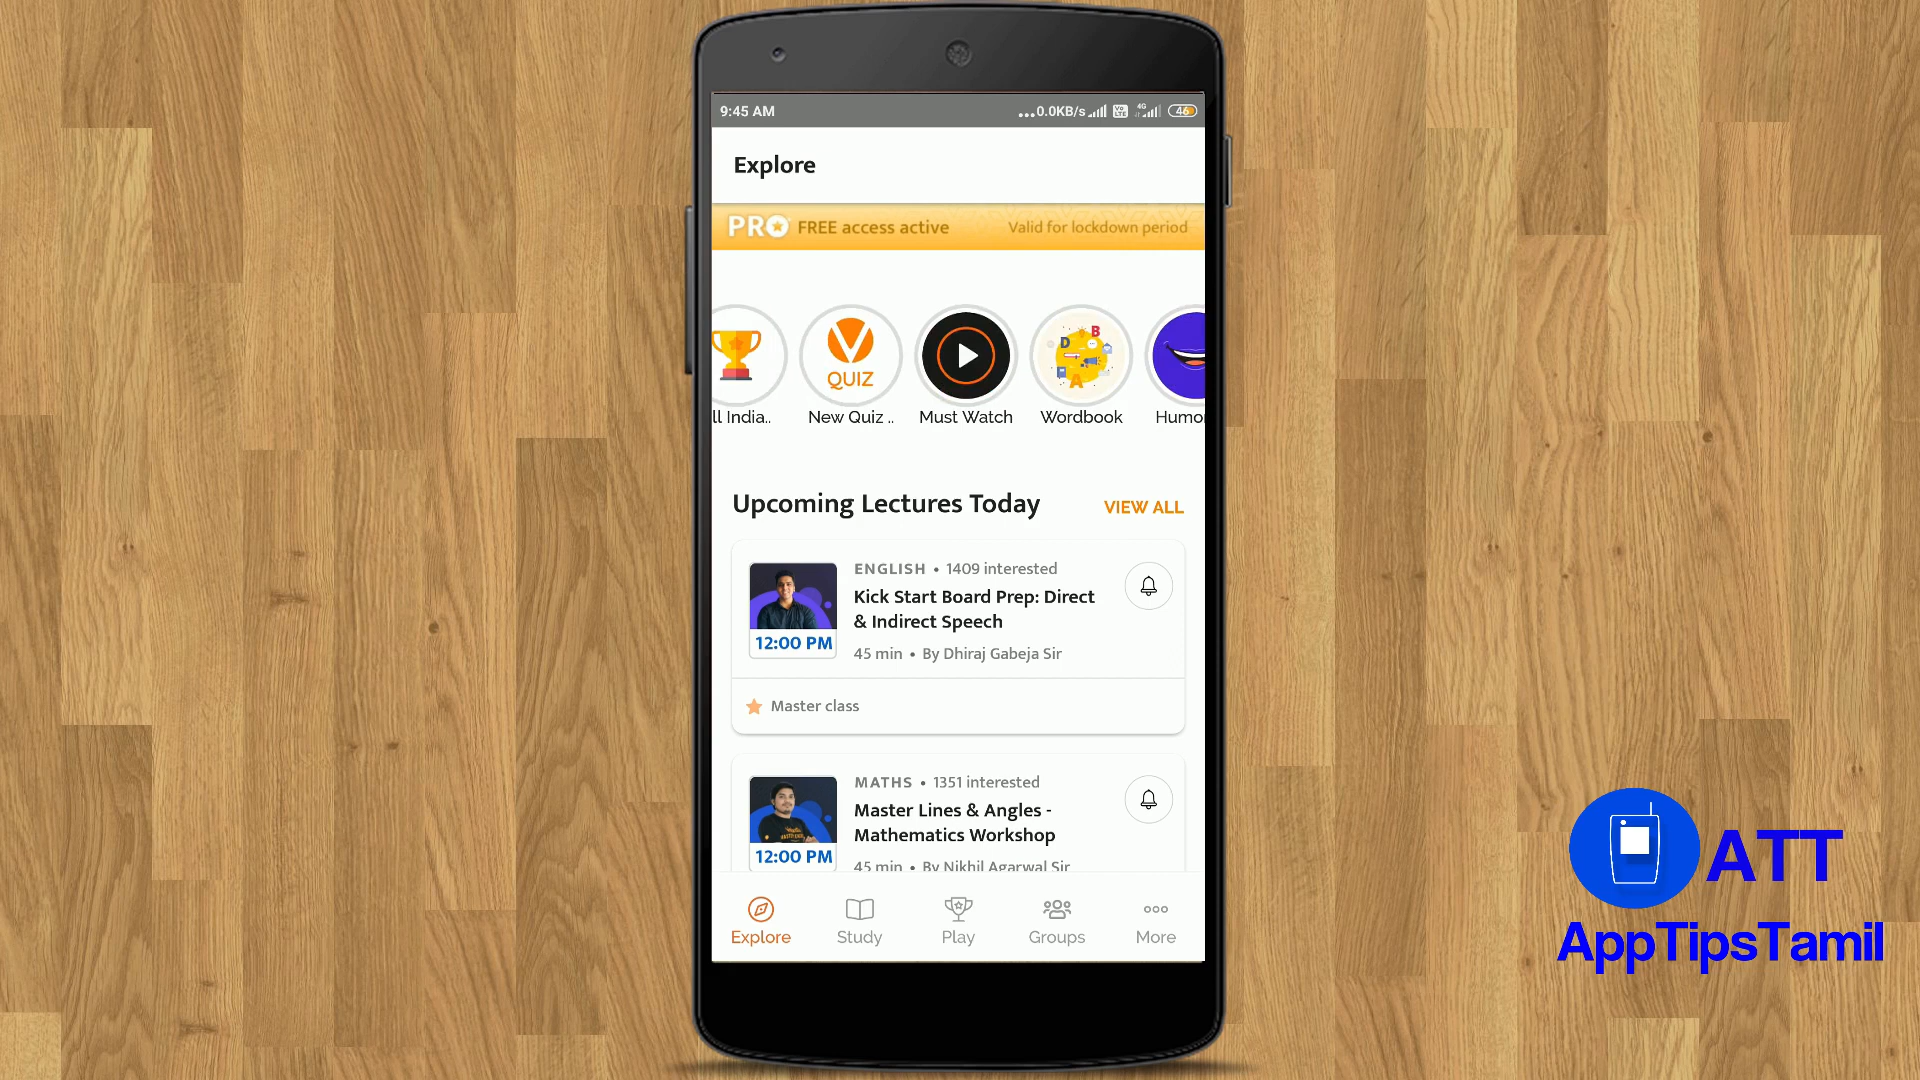 9:45 AM
...0.0KB/s
Vo
LTE
4G
46
Explore
PRO FREE access active
Valid for lockdown period
QUIZ
D
B
A
ll India..
New Quiz ..
Must Watch
Wordbook
Humo
Upcoming Lectures Today
VIEW ALL
ENGLISH • 1409 interested
Kick Start Board Prep: Direct
& Indirect Speech
12:00 PM
45 min • By Dhiraj Gabeja Sir
Master class
MATHS • 1351 interested
Master Lines & Angles -
Mathematics Workshop
12:00 PM
45 min • By Nikhil Agarwal Sir
Explore
Study
Play
Groups
More
ATT
AppTipsTamil